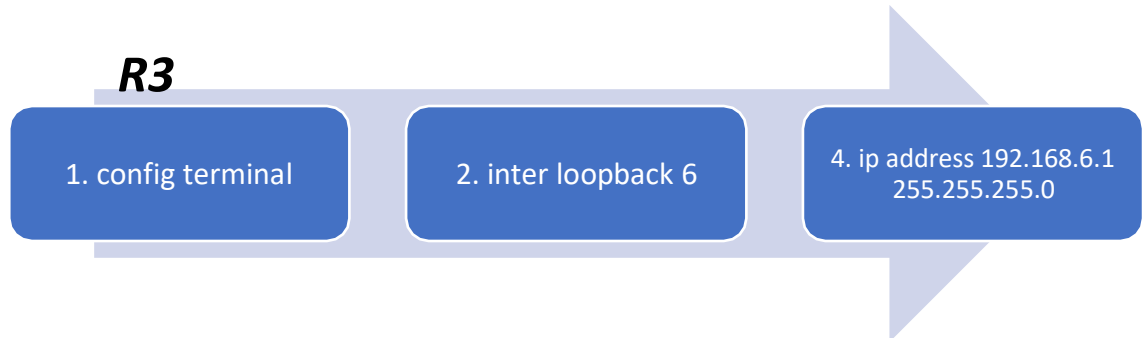 R3
1. config terminal
2. inter loopback 6
4. ip address 192.168.6.1
255.255.255.0